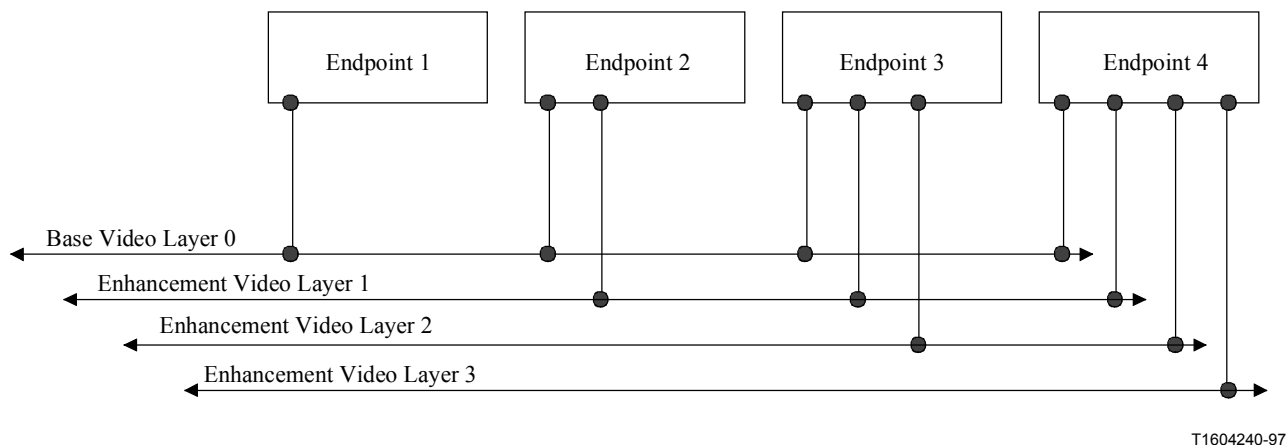 Endpoint 1
Endpoint 2
Endpoint 3
Endpoint 4
Base Video Layer 0
Enhancement Video Layer 1
Enhancement Video Layer 2
Enhancement Video Layer 3
T1604240-97